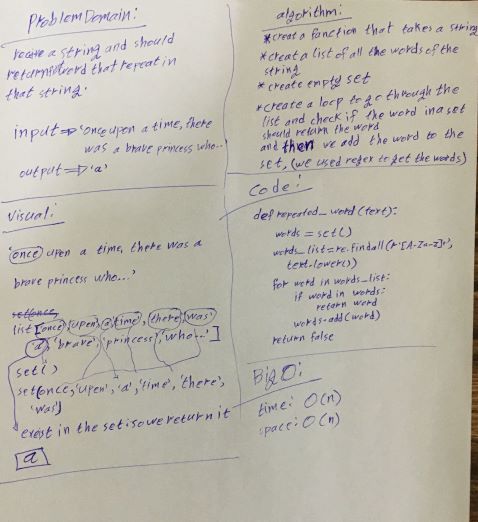 problem Domain:
receve a string and should
return first word that repeat in
that string.
input => 'once upon a time, there
was a brave princess who...
output => 'a'
Visual:
'once upon a time, there was a
brave princess who...'
set(once,
list [once, 'upon, a, time', 'there, was'
'a', 'brave', 'princess', 'who...']
set()
set(once, 'upen', 'a', 'time', 'there',
'was')
exist in the set is o we return it
a
algorithm:
*creat a function that takes a string
*creat a list of all the words of the
string
*create empty set
*create a loop to go through the
list and check if the word in a set
should return the word
and then we add the word to the
set, (we used regex to get the words)
Code:
def repeated_word (text):
words = set()
words_list = re.findall(r'[A-Za-z]+',
text.lower())
for word in words_list:
if word in words:
return word
words.add(word)
return false
Big O:
time: O(n)
space: O(n)